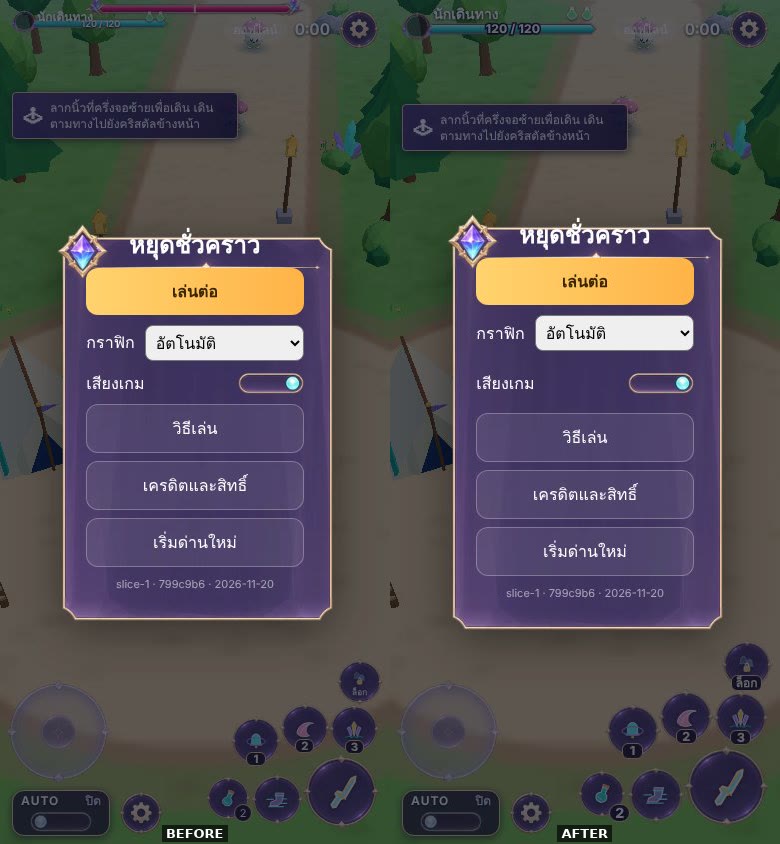 นักเดินทาง
120 / 120
ออฟไลน์
0:00
ลากนิ้วที่ครึ่งจอซ้ายเพื่อเดิน เดิน
ตามทางไปยังคริสตัลข้างหน้า
หยุดชั่วคราว
เล่นต่อ
กราฟิก
อัตโนมัติ
เสียงเกม
วิธีเล่น
เครดิตและสิทธิ์
เริ่มด่านใหม่
slice-1 · 799c9b6 · 2026-11-20
ล็อก
1
2
3
2
AUTO
ปิด
BEFORE
นักเดินทาง
120 / 120
0:00
ลากนิ้วที่ครึ่งจอซ้ายเพื่อเดิน เดิน
ตามทางไปยังคริสตัลข้างหน้า
หยุดชั่วคราว
เล่นต่อ
กราฟิก
อัตโนมัติ
เสียงเกม
วิธีเล่น
เครดิตและสิทธิ์
เริ่มด่านใหม่
slice-1 · 799c9b6 · 2026-11-20
ล็อก
1
2
3
2
AUTO
ปิด
AFTER